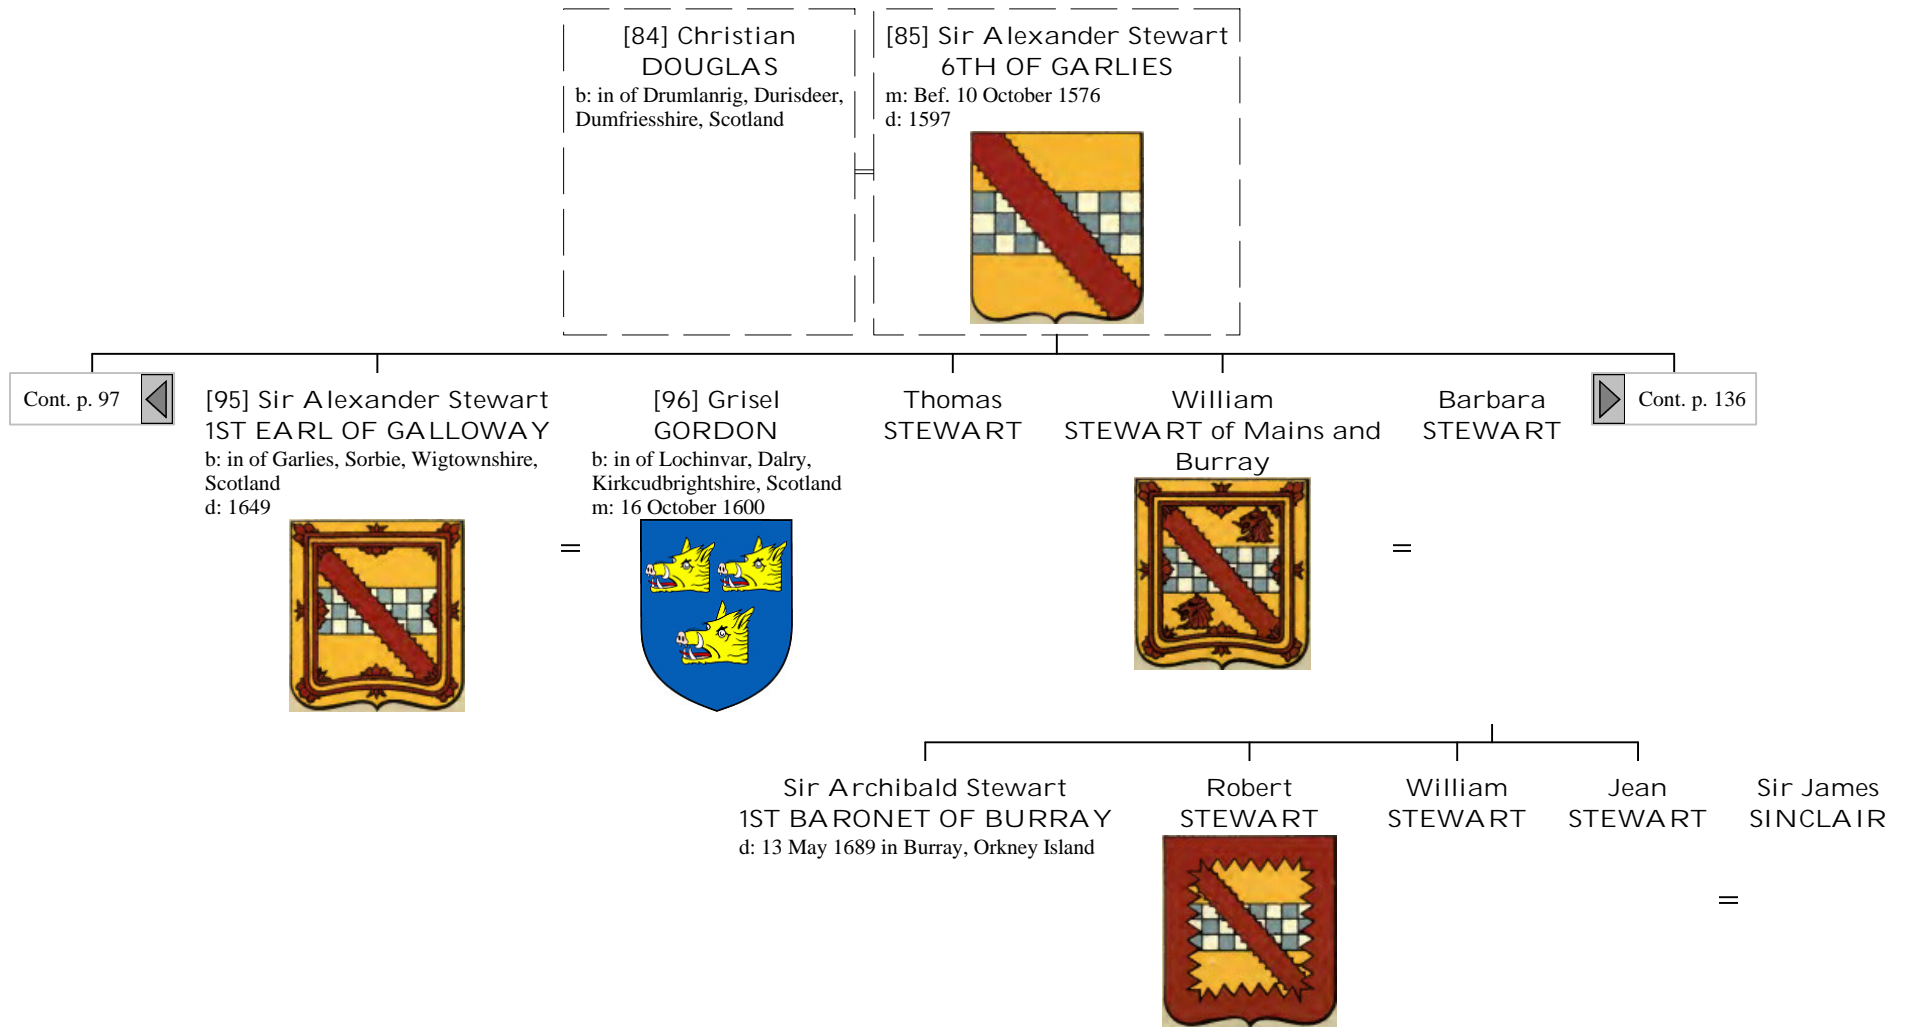 [84] Christian
DOUGLAS
b: in of Drumlanrig, Durisdeer,
Dumfriesshire, Scotland
[85] Sir Alexander Stewart
6TH OF GARLIES
m: Bef. 10 October 1576
d: 1597
=
Cont. p. 97
[95] Sir Alexander Stewart
1ST EARL OF GALLOWAY
b: in of Garlies, Sorbie, Wigtownshire,
Scotland
d: 1649
=
[96] Grisel
GORDON
b: in of Lochinvar, Dalry,
Kirkcudbrightshire, Scotland
m: 16 October 1600
Thomas
STEWART
William
STEWART of Mains and
Burray
=
Barbara
STEWART
Cont. p. 136
Sir Archibald Stewart
1ST BARONET OF BURRAY
d: 13 May 1689 in Burray, Orkney Island
Robert
STEWART
William
STEWART
Jean
STEWART
=
Sir James
SINCLAIR